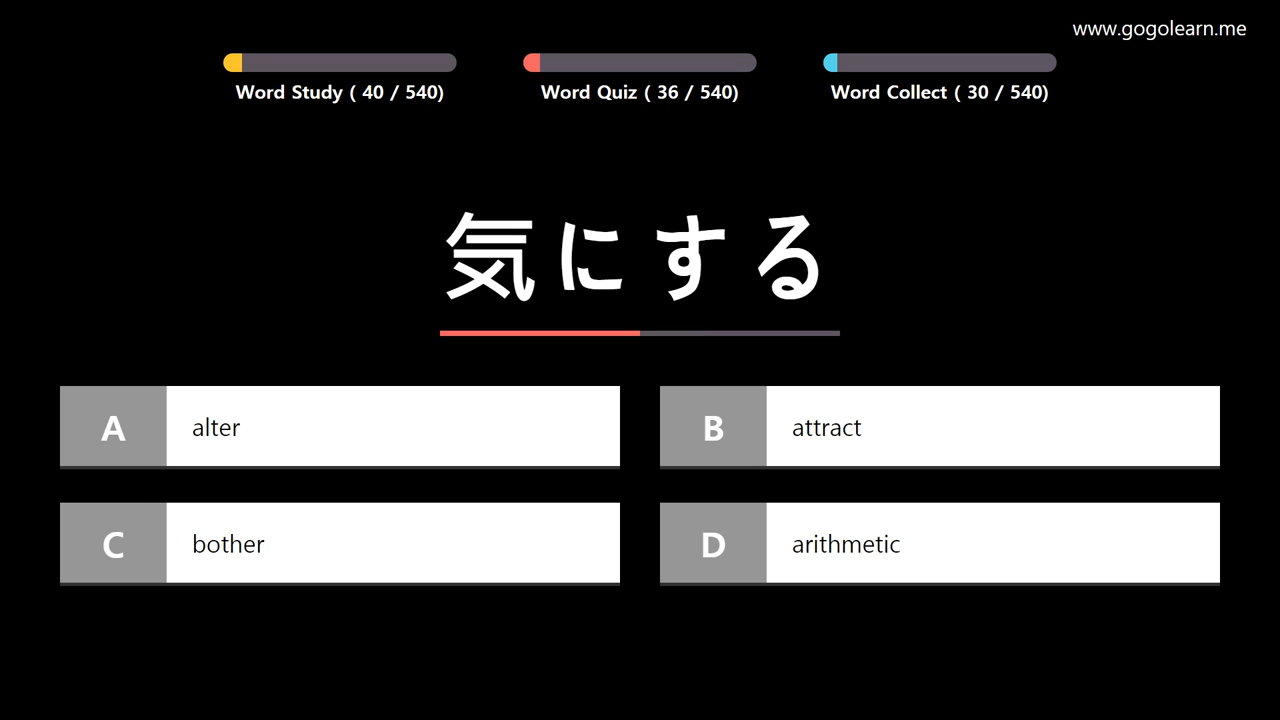 www.gogolearn.me
Word Study ( 40 / 540)
Word Quiz ( 36 / 540)
Word Collect ( 30 / 540)
気にする
A alter
B attract
C bother
D arithmetic